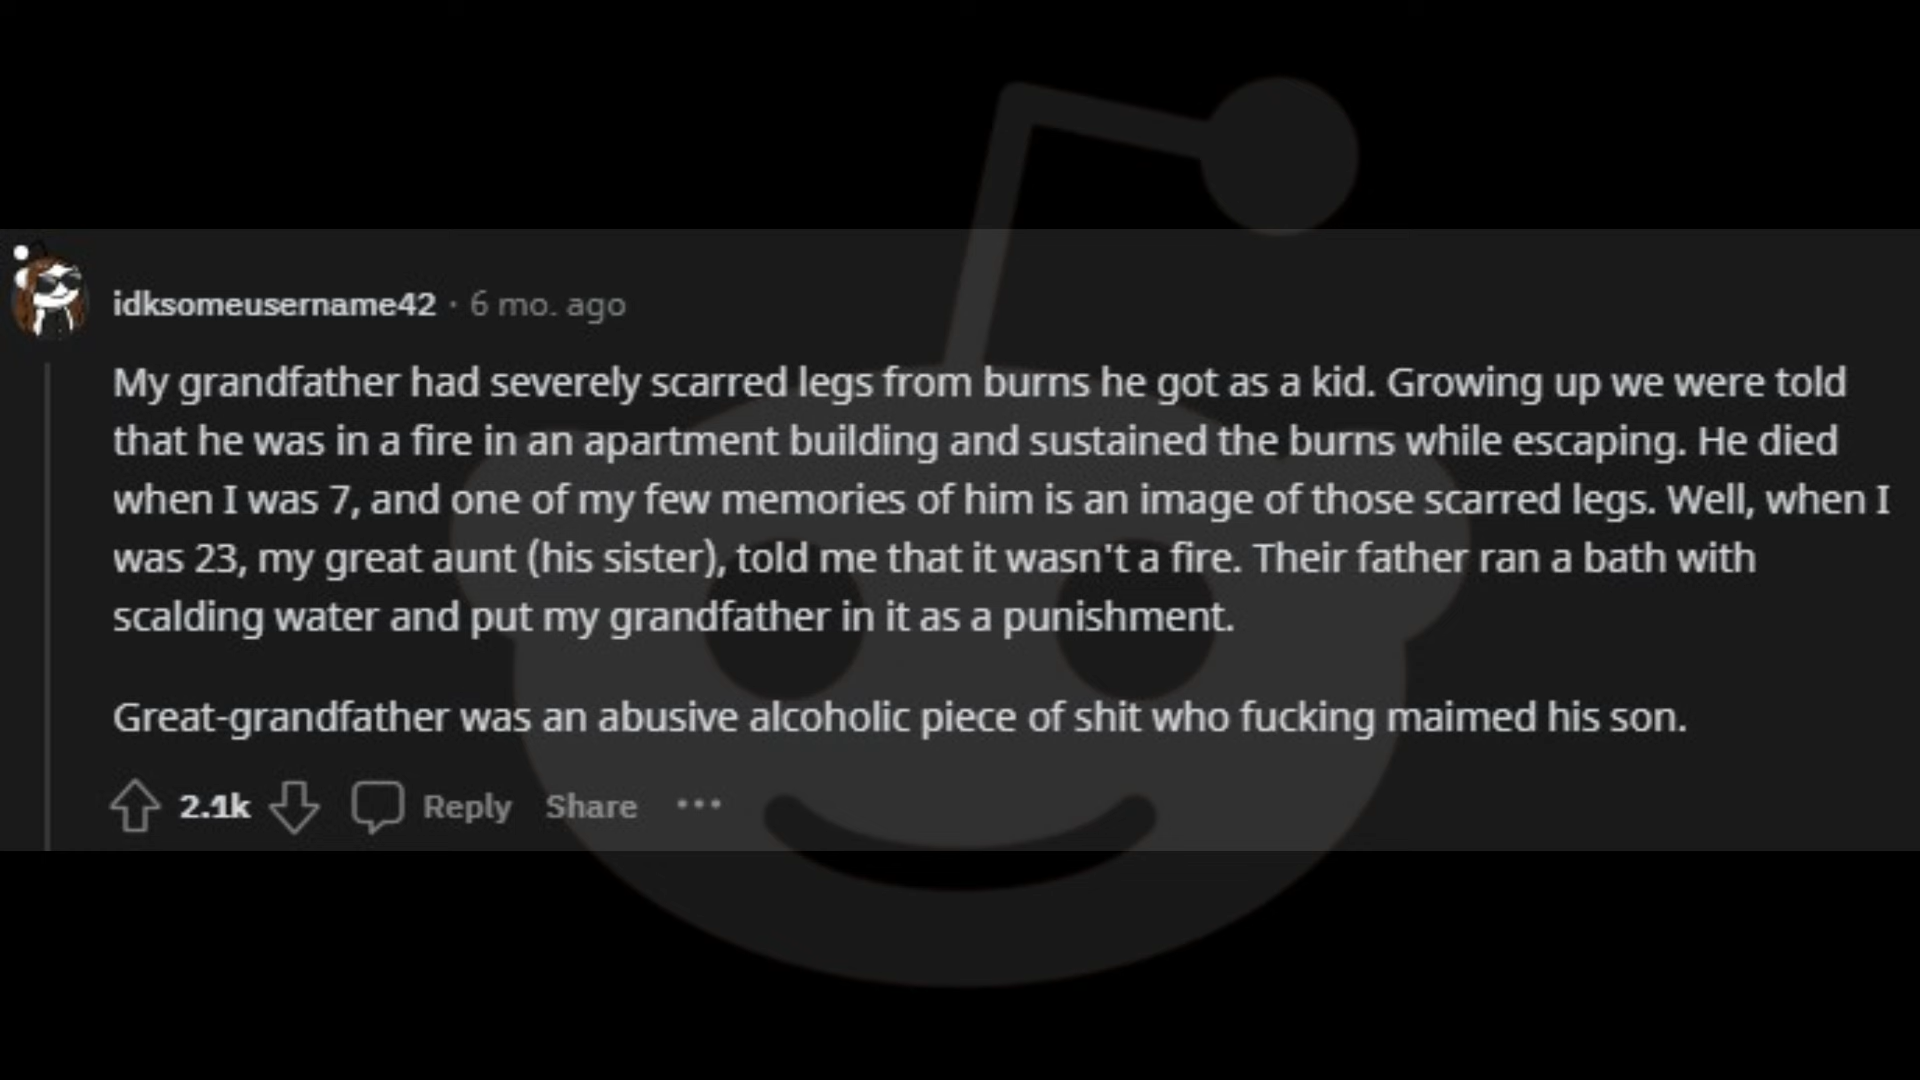 idksomeusername42 · 6 mo. ago
My grandfather had severely scarred legs from burns he got as a kid. Growing up we were told
that he was in a fire in an apartment building and sustained the burns while escaping. He died
when I was 7, and one of my few memories of him is an image of those scarred legs. Well, when I
was 23, my great aunt (his sister), told me that it wasn't a fire. Their father ran a bath with
scalding water and put my grandfather in it as a punishment.
Great-grandfather was an abusive alcoholic piece of shit who fucking maimed his son.
2.1k Reply Share ...